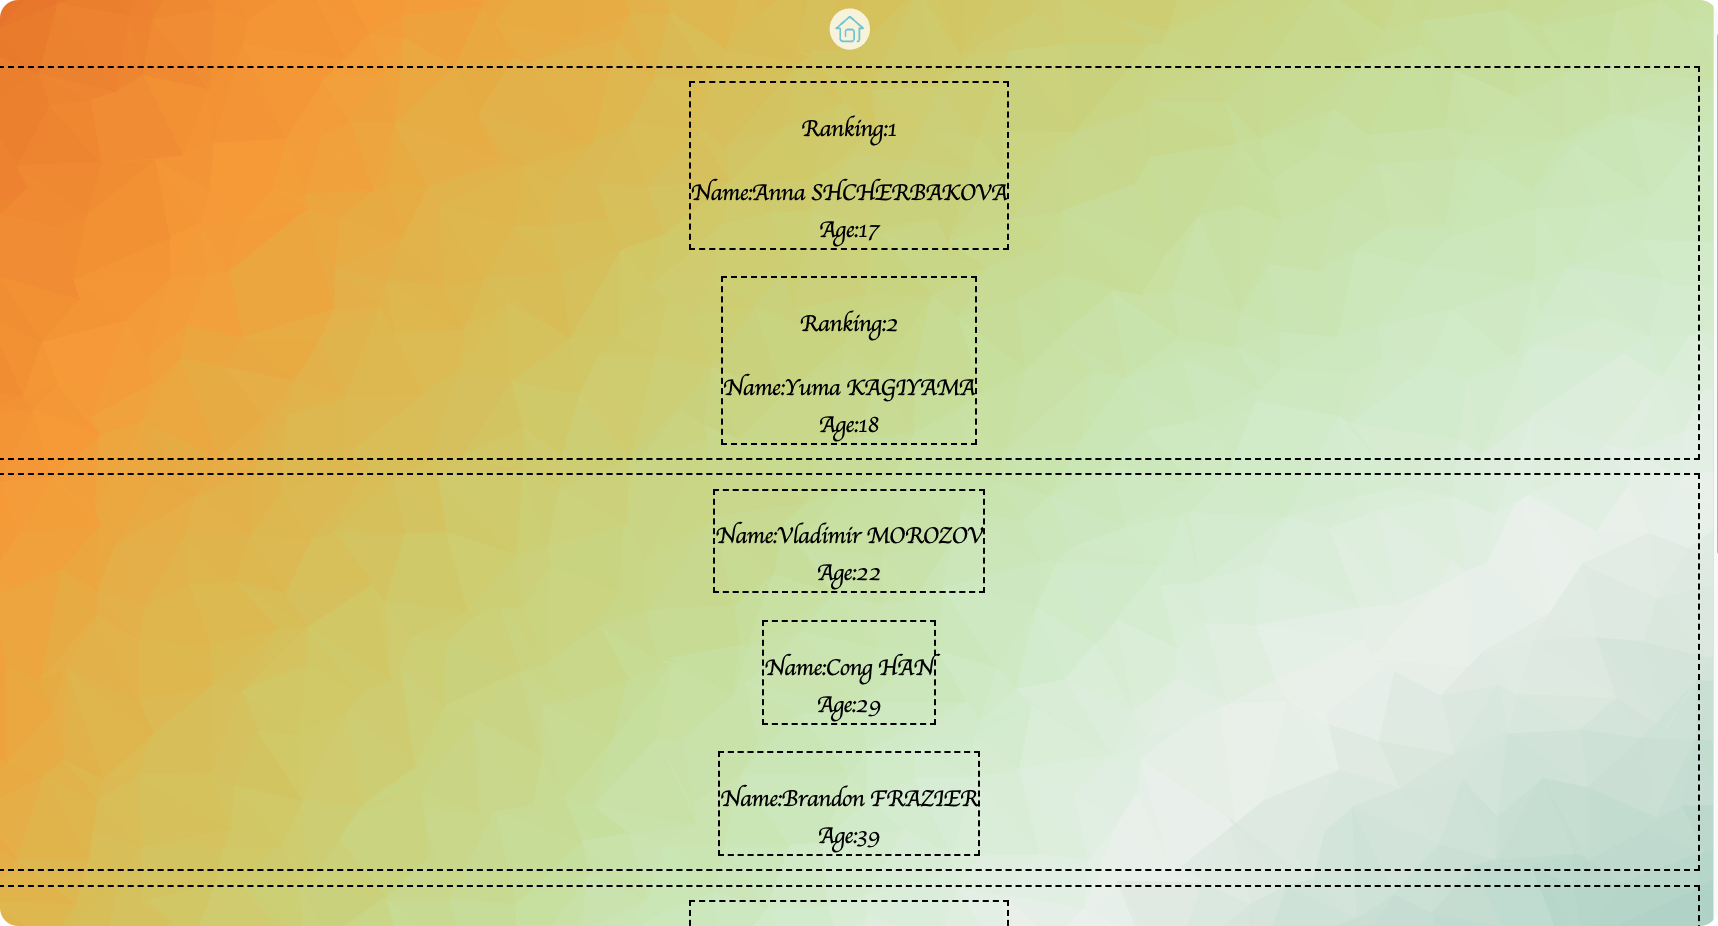 Ranking:1
Name:Anna SHCHERBAKOVA
Age:17
Ranking:2
Name:Yuma KAGIYAMA
Age:18
Name:Vladimir MOROZOV
Age:22
Name:Cong HAN
Age:29
Name:Brandon FRAZIER
Age:39